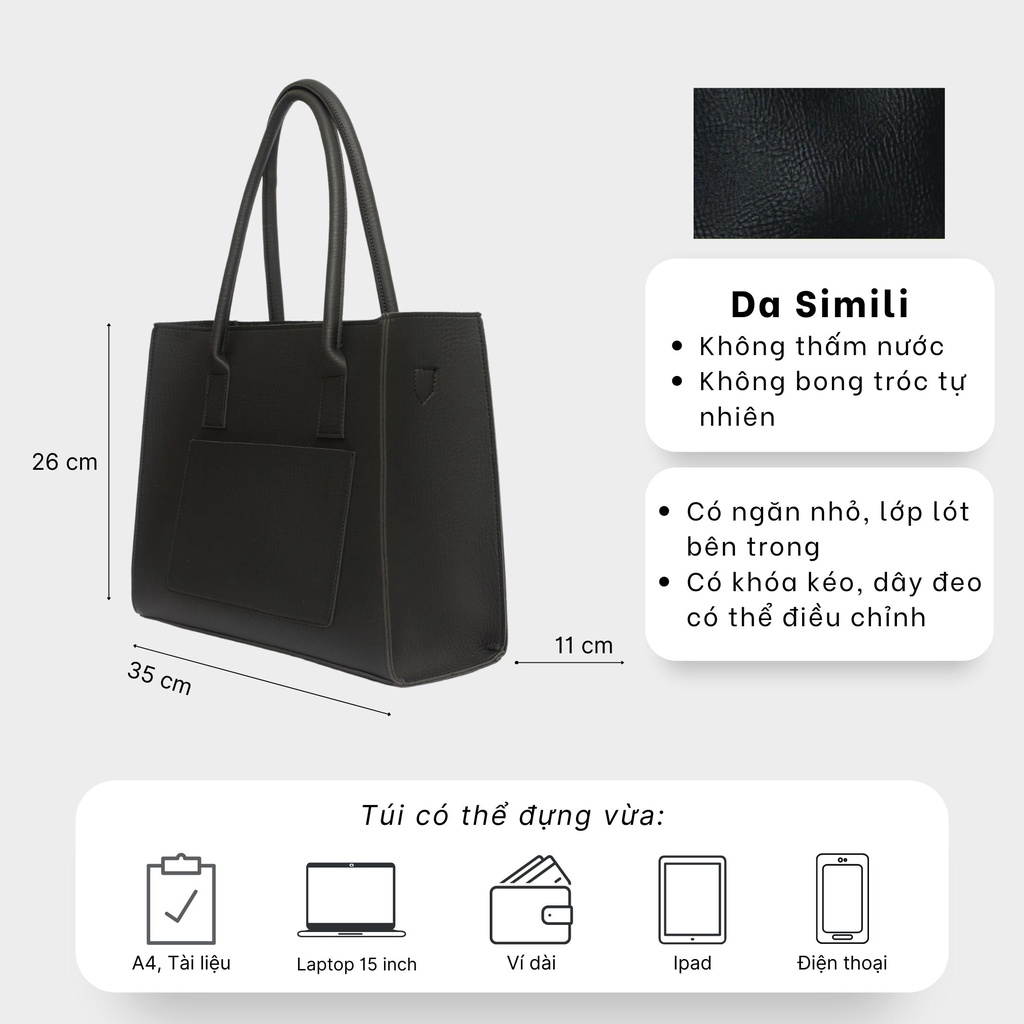 Da Simili
• Không thấm nước
• Không bong tróc tự
nhiên
26 cm
• Có ngăn nhỏ, lớp lót
bên trong
• Có khóa kéo, dây đeo
có thể điều chỉnh
11 cm
35 cm
Túi có thể đựng vừa:
A4, Tài liệu
Laptop 15 inch
Ví dài
Ipad
Điện thoại